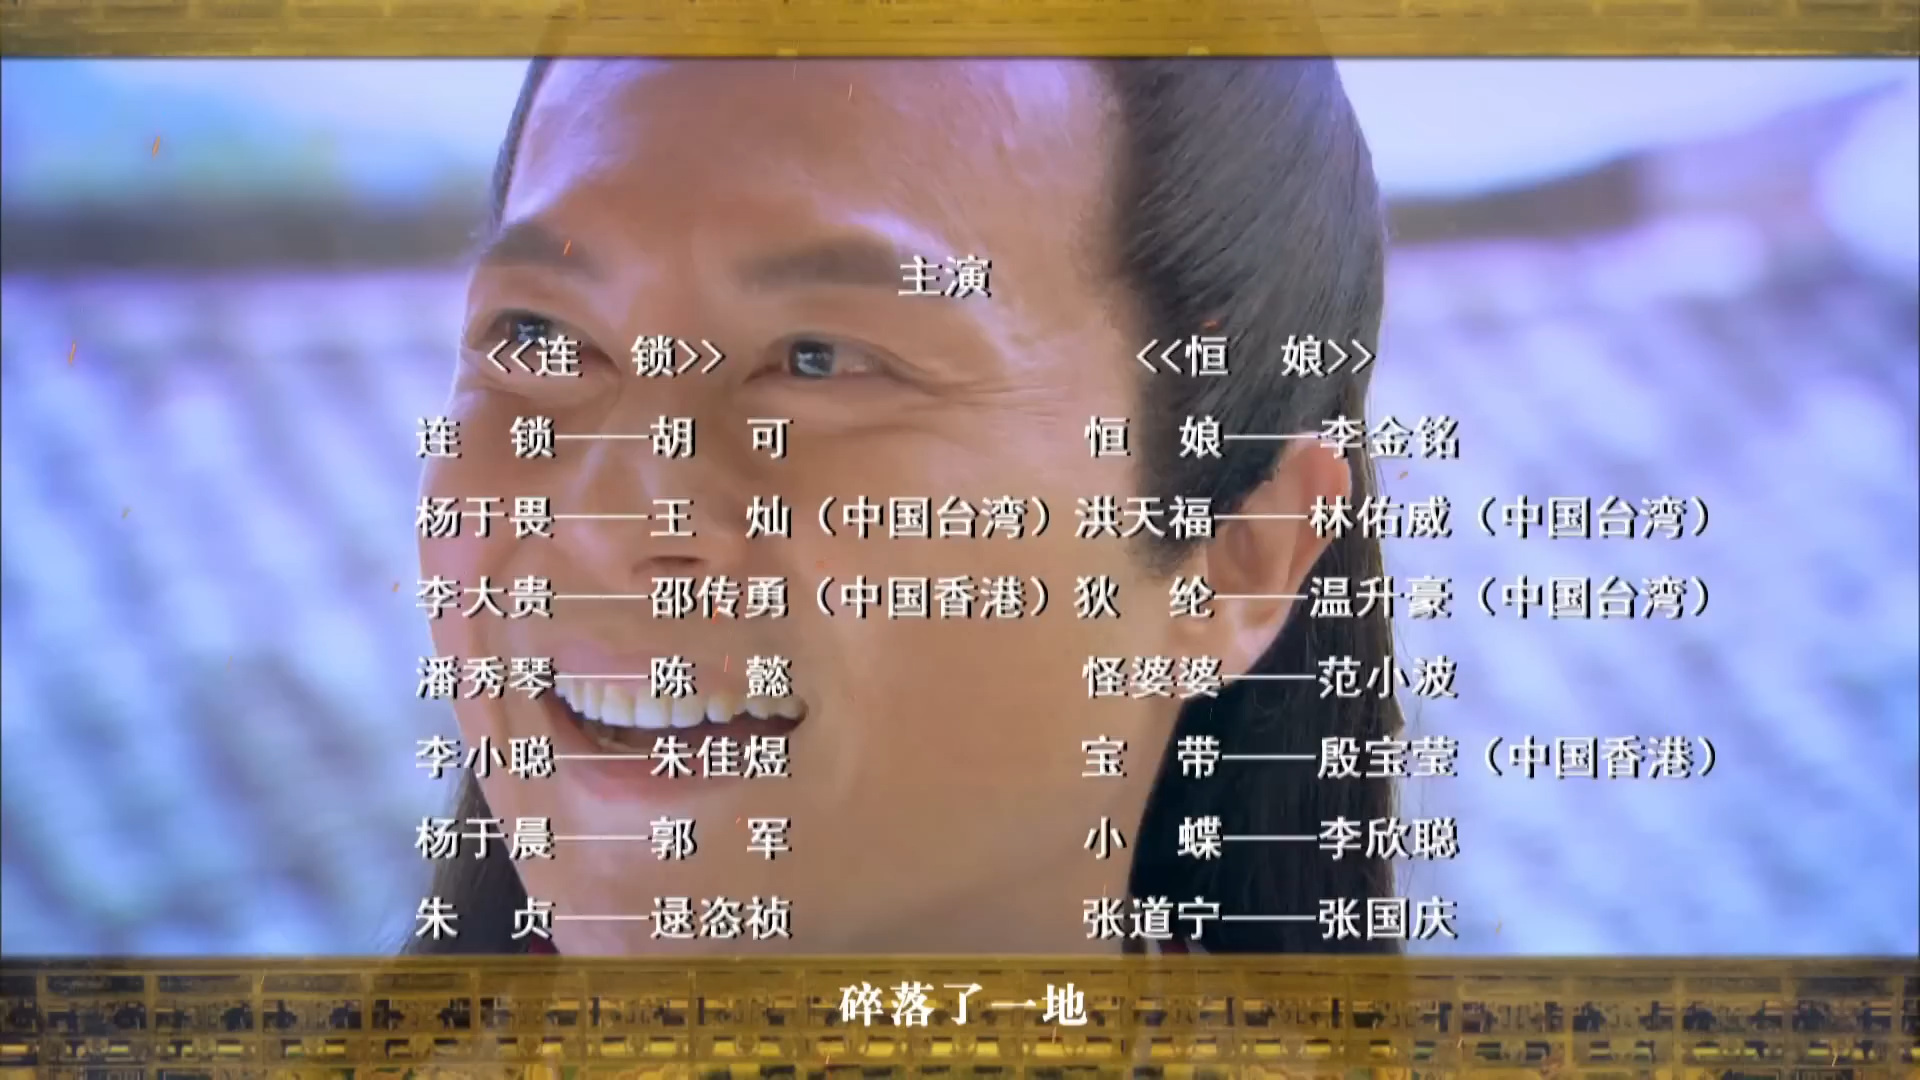 主演
<<连 锁>> <<恒 娘>>
连 锁——胡 可 恒 娘——李金铭
杨于畏——王 灿（中国台湾） 洪天福——林佑威（中国台湾）
李大贵——邵传勇（中国香港） 狄 纶——温升豪（中国台湾）
潘秀琴——陈 懿 怪婆婆——范小波
李小聪——朱佳煜 宝 带——殷宝莹（中国香港）
杨于晨——郭 军 小 蝶——李欣聪
朱 贞——逯恣祯 张道宁——张国庆
碎落了一地